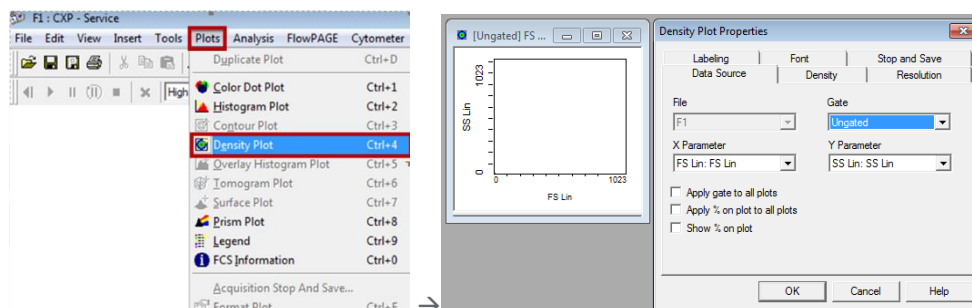 F1 : CXP - Service
File Edit View Insert Tools Plots Analysis FlowPAGE Cytometer
High
Duplicate Plot Ctrl+D
Color Dot Plot Ctrl+1
Histogram Plot Ctrl+2
Contour Plot Ctrl+3
Density Plot Ctrl+4
Overlay Histogram Plot Ctrl+5
Tomogram Plot Ctrl+6
Surface Plot Ctrl+7
Prism Plot Ctrl+8
Legend Ctrl+9
FCS Information Ctrl+0
Acquisition Stop And Save...
Format Plot Ctrl+F
→
[Ungated] FS ...
1023
SS Lin
0
0 1023
FS Lin
Density Plot Properties
Labeling Font Stop and Save
Data Source Density Resolution
File Gate
F1 Ungated
X Parameter Y Parameter
FS Lin: FS Lin SS Lin: SS Lin
Apply gate to all plots
Apply % on plot to all plots
Show % on plot
OK Cancel Help